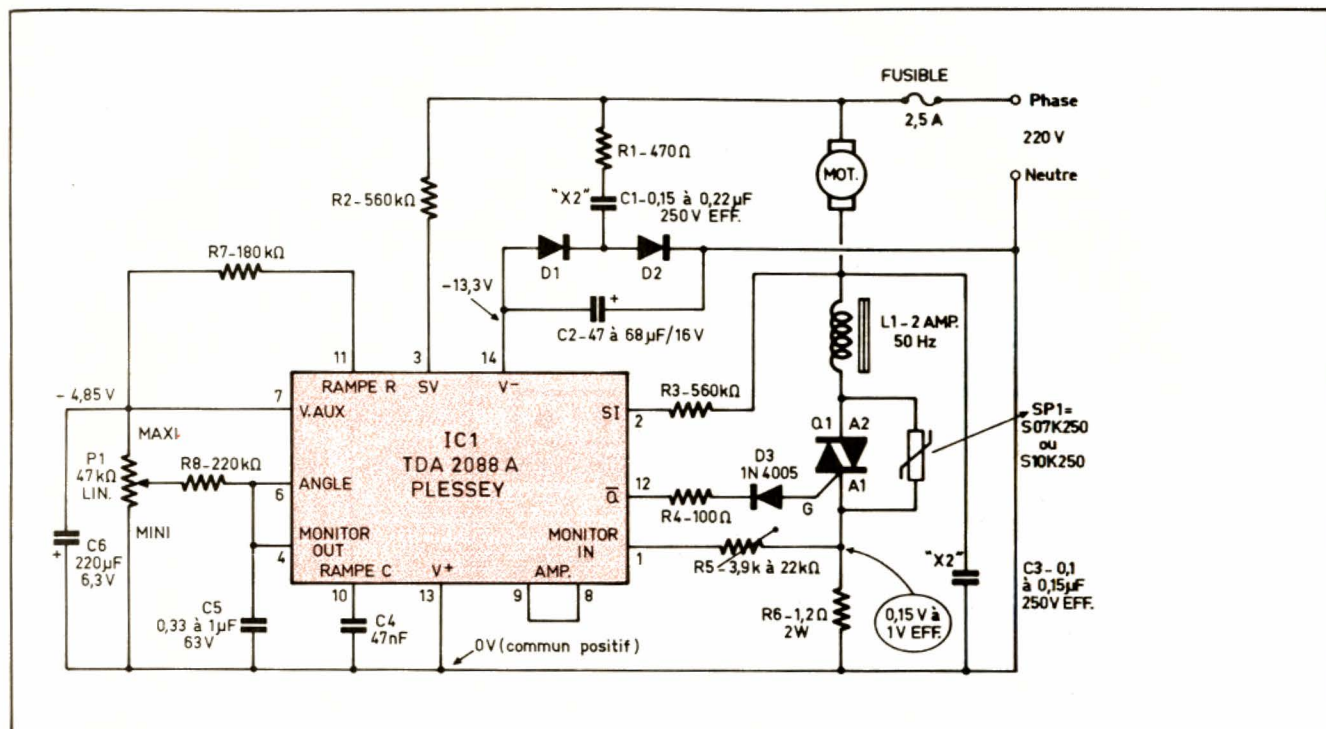 FUSIBLE
2,5 A
Phase
220 V
Neutre
MOT.
R1-470Ω
"X2"
C1-0,15 à 0,22µF
250 V EFF.
R2-560kΩ
R7-180kΩ
D1
D2
-13,3V
C2-47 à 68µF/16V
L1-2 AMP.
50 Hz
11
3
14
RAMPE R
SV
V-
- 4,85V
7
V.AUX
SI
2
R3-560kΩ
SP1=
S07K250
ou
S10K250
IC1
TDA 2088 A
PLESSEY
MAXI.
P1
47kΩ
LIN.
MINI
R8-220kΩ
6
ANGLE
Q1
A2
A1
G
D3
1N 4005
12
Q̅
R4-100Ω
MONITOR
OUT
4
MONITOR
IN
1
R5-3,9k à 22kΩ
C6
220µF
6,3V
RAMPE C
V+
AMP.
10
13
9
8
"X2"
C3-0,1
à 0,15µF
250V EFF.
C5
0,33 à 1µF
63V
C4
47nF
R6-1,2Ω
2W
0,15 V à
1V EFF.
0V (commun positif)